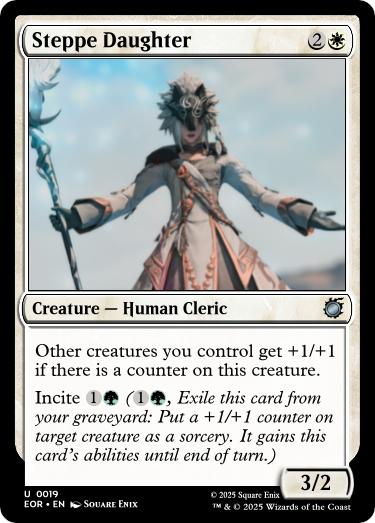 Steppe Daughter 2
Creature — Human Cleric
Other creatures you control get +1/+1
if there is a counter on this creature.
Incite 1 (1, Exile this card from
your graveyard: Put a +1/+1 counter on
target creature as a sorcery. It gains this
card's abilities until end of turn.)
3/2
U 0019
EOR • EN Square Enix
© 2025 Square Enix
™ & © 2025 Wizards of the Coast